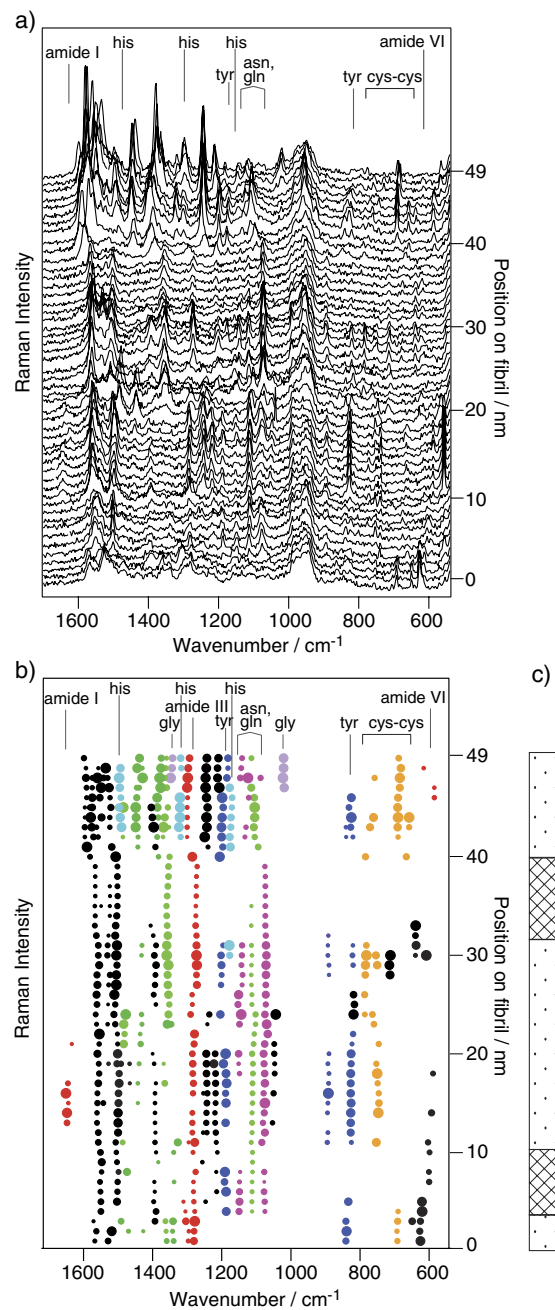 a)
his his his
amide I tyr asn, gln tyr cys-cys amide VI
49
40
30
20
10
0
Raman Intensity
Position on fibril / nm
1600 1400 1200 1000 800 600
Wavenumber / cm-1
b) c)
his his his
amide I gly amide III tyr asn, gln gly tyr cys-cys amide VI
49
40
30
20
10
0
Raman Intensity
Position on fibril / nm
1600 1400 1200 1000 800 600
Wavenumber / cm-1